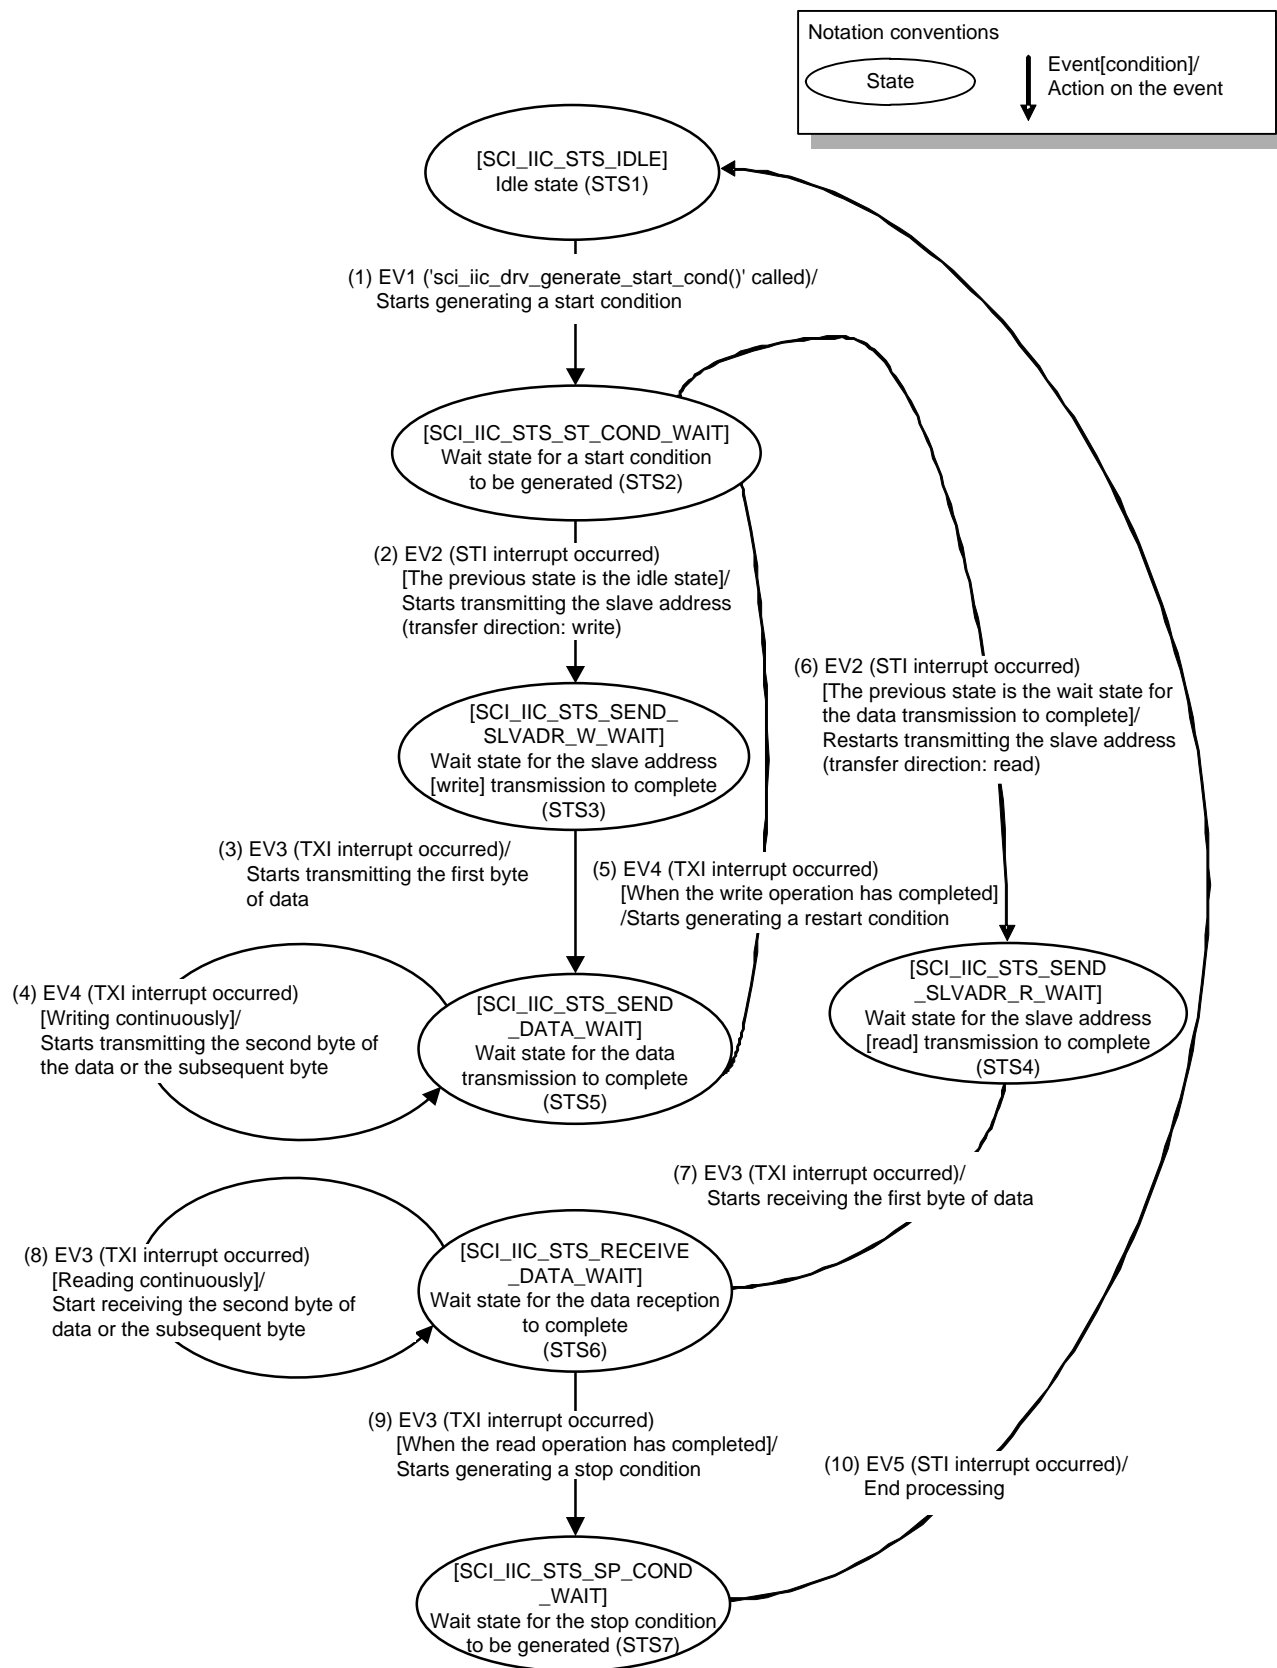 Notation conventions
State
Event[condition]/
Action on the event
[SCI_IIC_STS_IDLE]
Idle state (STS1)
(1) EV1 ('sci_iic_drv_generate_start_cond()' called)/
Starts generating a start condition
[SCI_IIC_STS_ST_COND_WAIT]
Wait state for a start condition
to be generated (STS2)
(2) EV2 (STI interrupt occurred)
[The previous state is the idle state]/
Starts transmitting the slave address
(transfer direction: write)
(6) EV2 (STI interrupt occurred)
[The previous state is the wait state for
the data transmission to complete]/
Restarts transmitting the slave address
(transfer direction: read)
[SCI_IIC_STS_SEND_
SLVADR_W_WAIT]
Wait state for the slave address
[write] transmission to complete
(STS3)
(3) EV3 (TXI interrupt occurred)/
Starts transmitting the first byte
of data
(5) EV4 (TXI interrupt occurred)
[When the write operation has completed]
/Starts generating a restart condition
[SCI_IIC_STS_SEND
_SLVADR_R_WAIT]
Wait state for the slave address
[read] transmission to complete
(STS4)
(4) EV4 (TXI interrupt occurred)
[Writing continuously]/
Starts transmitting the second byte of
the data or the subsequent byte
[SCI_IIC_STS_SEND
_DATA_WAIT]
Wait state for the data
transmission to complete
(STS5)
(7) EV3 (TXI interrupt occurred)/
Starts receiving the first byte of data
(8) EV3 (TXI interrupt occurred)
[Reading continuously]/
Start receiving the second byte of
data or the subsequent byte
[SCI_IIC_STS_RECEIVE
_DATA_WAIT]
Wait state for the data reception
to complete
(STS6)
(9) EV3 (TXI interrupt occurred)
[When the read operation has completed]/
Starts generating a stop condition
(10) EV5 (STI interrupt occurred)/
End processing
[SCI_IIC_STS_SP_COND
_WAIT]
Wait state for the stop condition
to be generated (STS7)